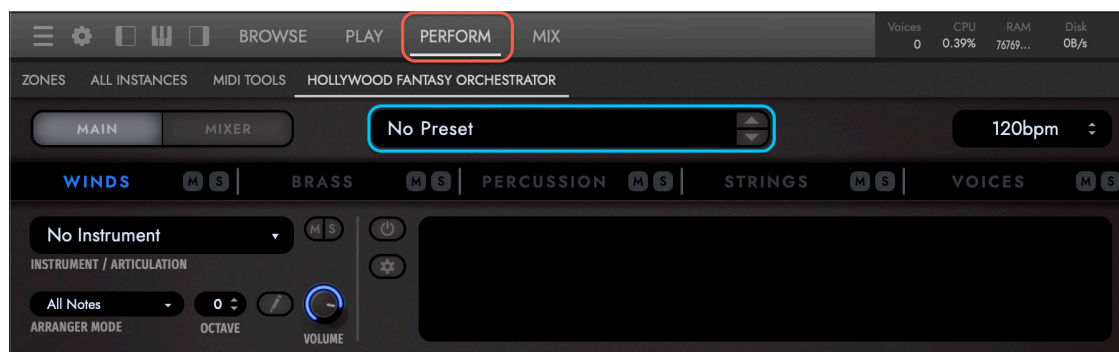 BROWSE PLAY PERFORM MIX Voices CPU RAM Disk
0 0.39% 76769... 0B/s
ZONES ALL INSTANCES MIDI TOOLS HOLLYWOOD FANTASY ORCHESTRATOR
MAIN MIXER No Preset 120bpm
WINDS M S BRASS M S PERCUSSION M S STRINGS M S VOICES M S
No Instrument M S
INSTRUMENT / ARTICULATION
All Notes 0
ARRANGER MODE OCTAVE VOLUME